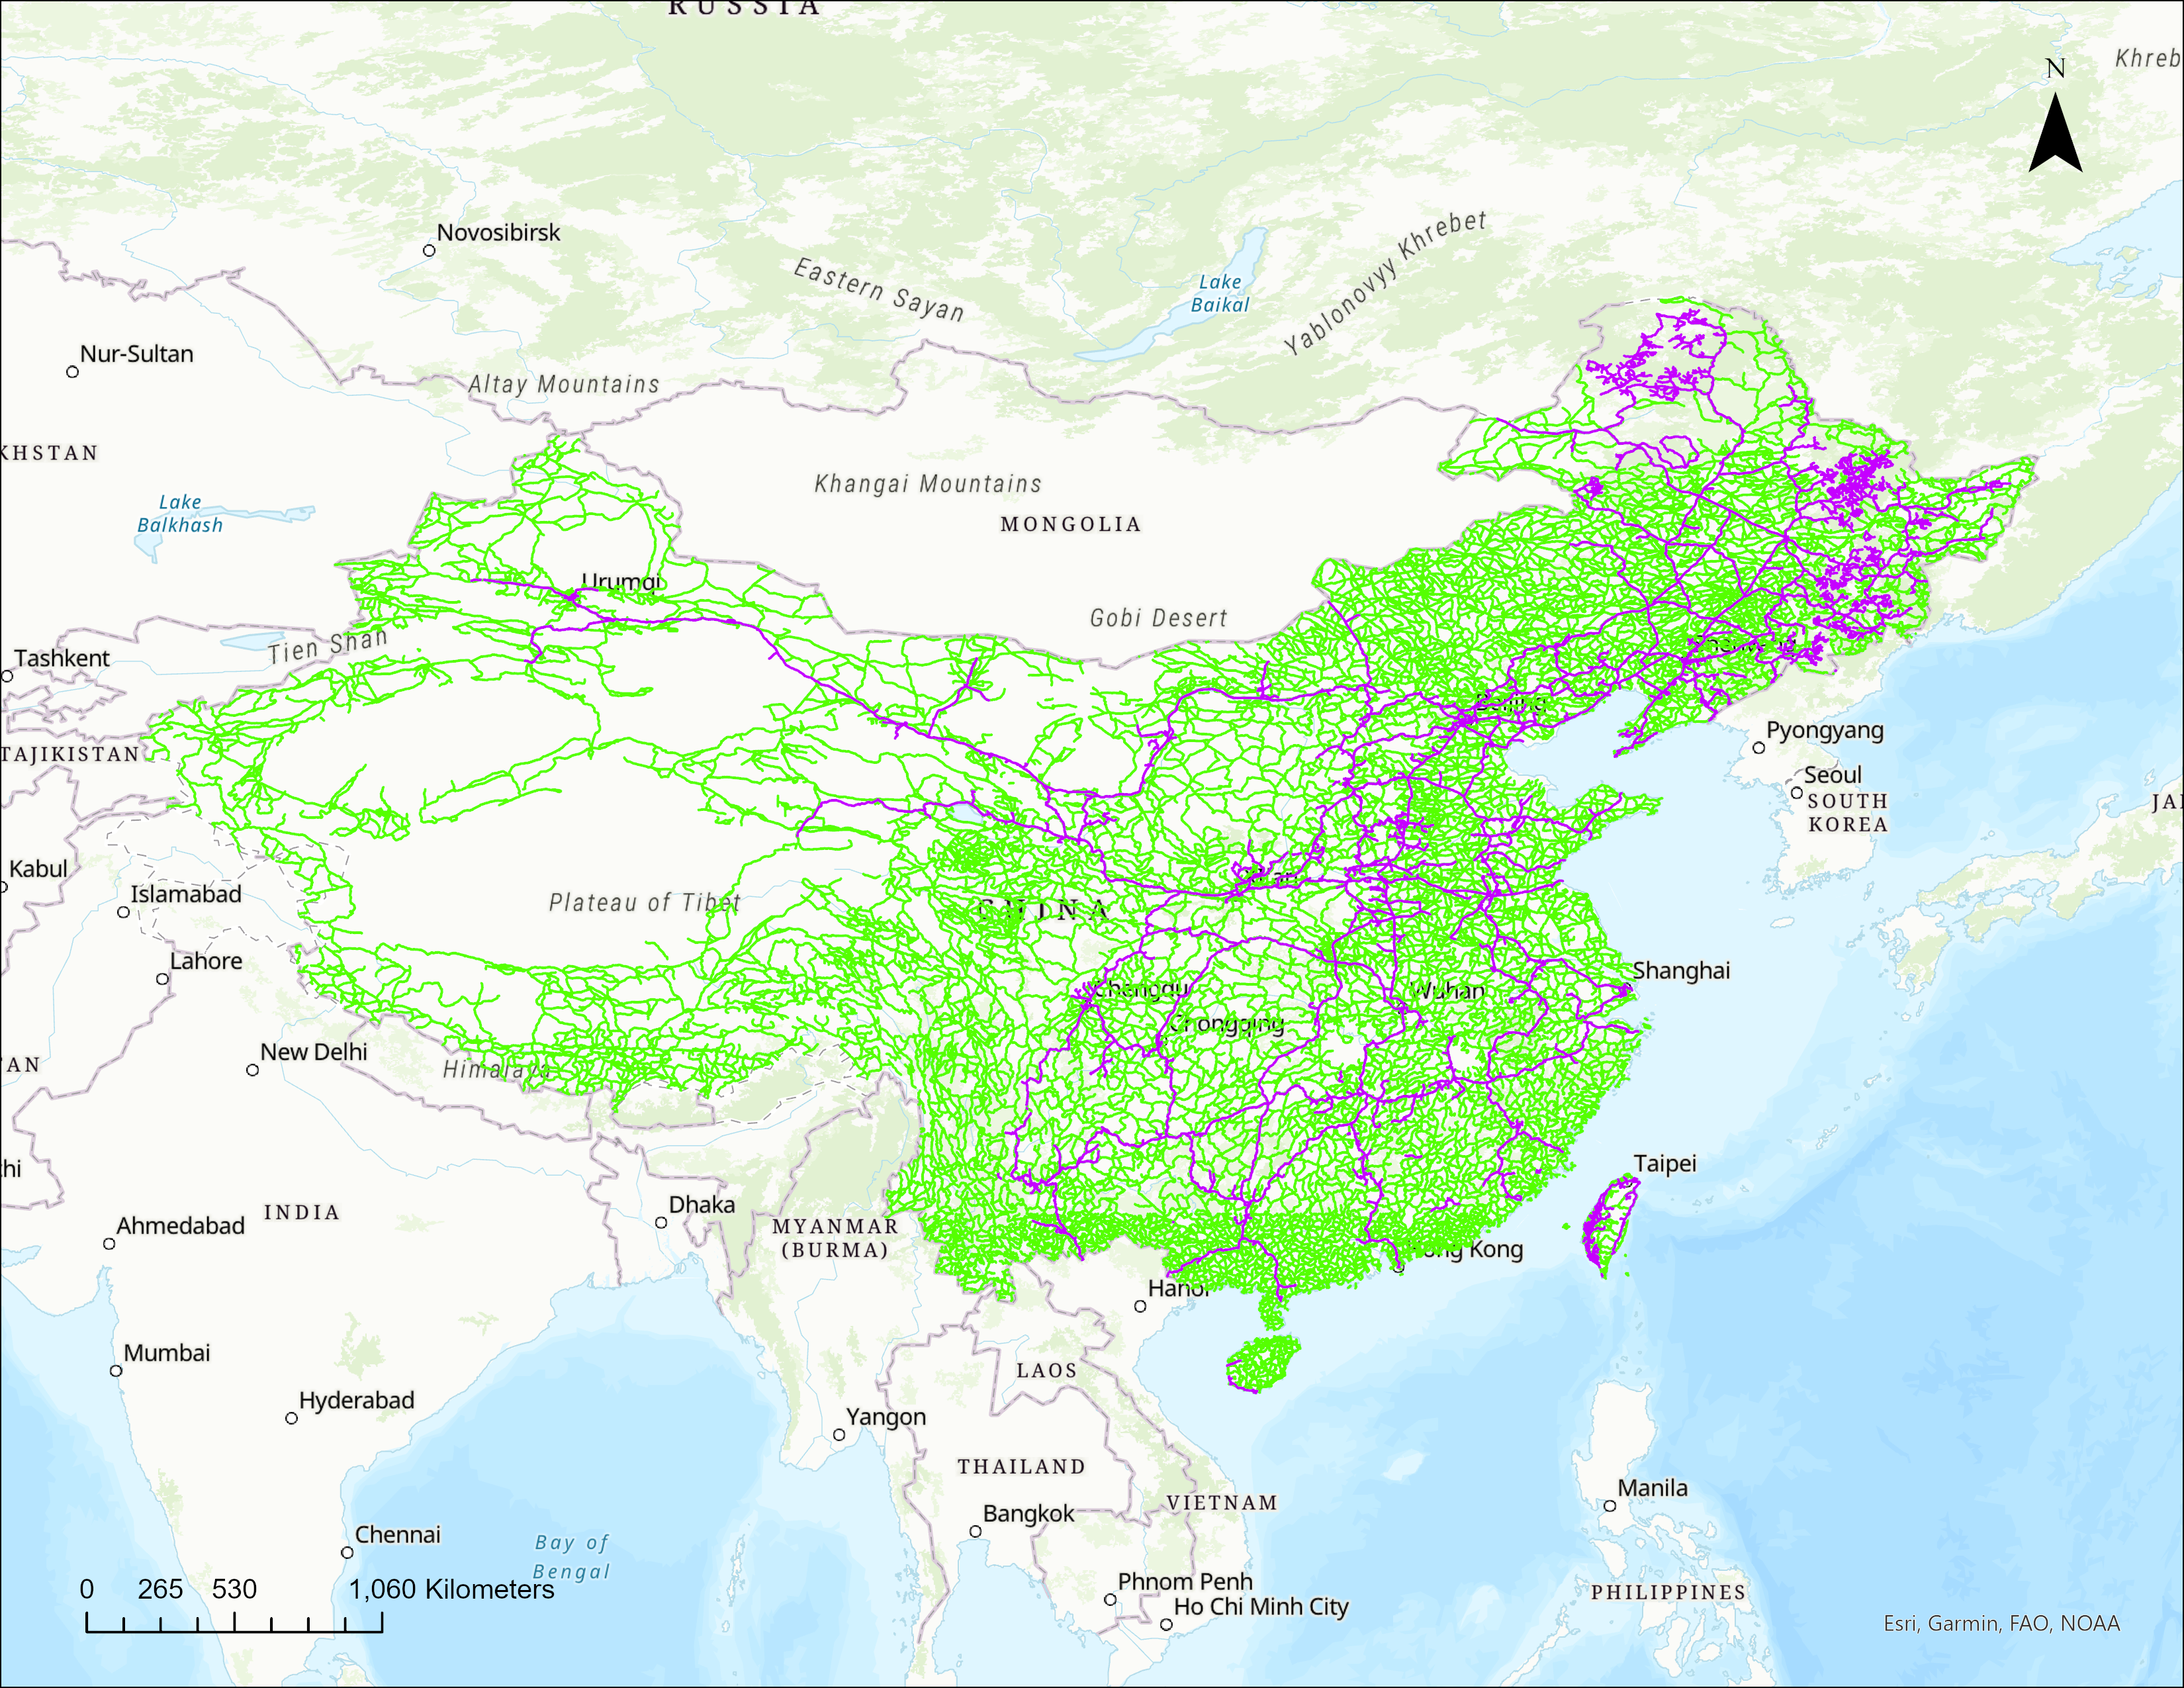 RUSSIA
Khreb
N
Novosibirsk
Yablonovyy Khrebet
Eastern Sayan
Lake
Baikal
Nur-Sultan
Altay Mountains
KHSTAN
Khangai Mountains
MONGOLIA
Lake
Balkhash
Urumqi
Gobi Desert
Tien Shan
Tashkent
Shenyang
Beijing
Pyongyang
TAJIKISTAN
Seoul
SOUTH
KOREA
JA
Kabul
Xi'an
Islamabad
Plateau of Tibet
CHINA
Lahore
Shanghai
Chengdu
Wuhan
Chongqing
New Delhi
AN
Himalaya
Taipei
hi
Dhaka
INDIA
Ahmedabad
MYANMAR
(BURMA)
Hong Kong
Hanoi
Mumbai
LAOS
Hyderabad
Yangon
THAILAND
VIETNAM
Manila
Bangkok
Chennai
Bay of
Bengal
0 265 530 1,060 Kilometers
Phnom Penh
Ho Chi Minh City
PHILIPPINES
Esri, Garmin, FAO, NOAA